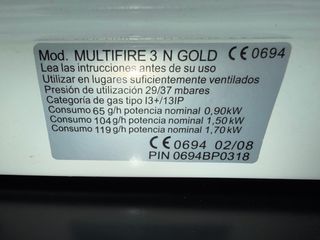 Mod. MULTIFIRE 3 N GOLD CE 0694
Lea las intrucciones antes de su uso
Utilizar en lugares suficientemente ventilados
Presión de utilización 29/37 mbares
Categoría de gas tipo I3+/13IP
Consumo 65 g/h potencia nominal 0,90kW
Consumo 104 g/h potencia nominal 1,50 kW
Consumo 119 g/h potencia nominal 1,70 kW
CE 0694 02/08
PIN 0694BP0318